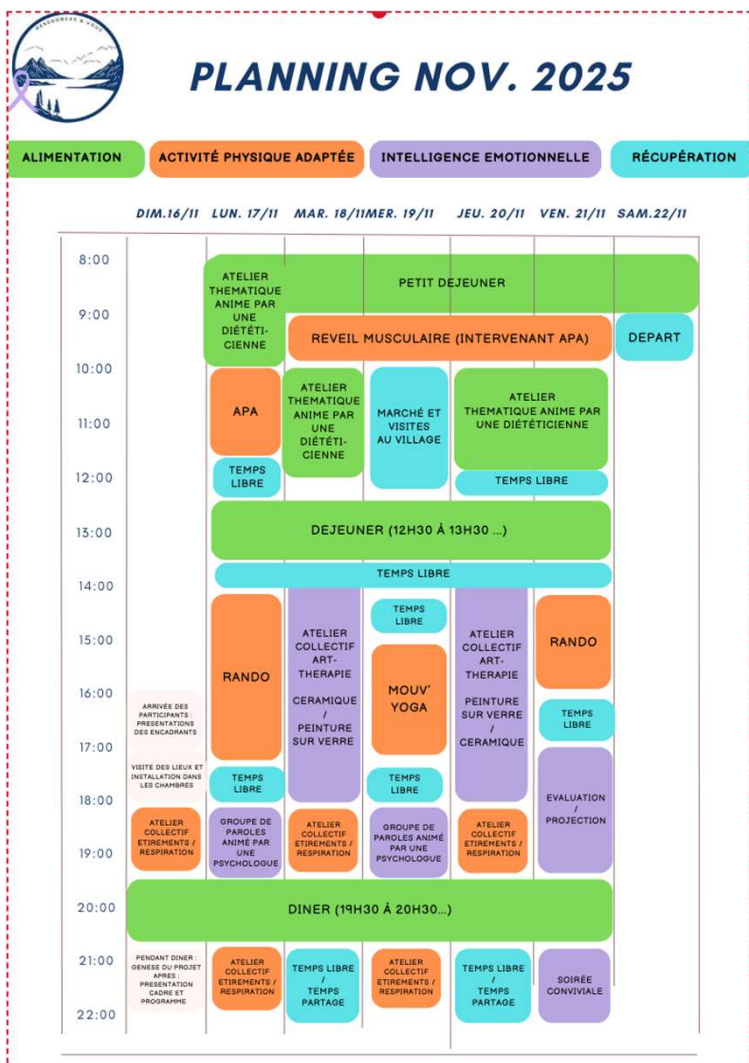 RESSOURCES À VOUS
PLANNING NOV. 2025
ALIMENTATION
ACTIVITÉ PHYSIQUE ADAPTÉE
INTELLIGENCE EMOTIONNELLE
RÉCUPÉRATION
DIM.16/11
LUN. 17/11
MAR. 18/11
MER. 19/11
JEU. 20/11
VEN. 21/11
SAM.22/11
8:00
ATELIER
THEMATIQUE
ANIME PAR
UNE
DIÉTÉTI-
CIENNE
PETIT DEJEUNER
9:00
REVEIL MUSCULAIRE (INTERVENANT APA)
DEPART
10:00
APA
ATELIER
THEMATIQUE
ANIME PAR
UNE
DIÉTÉTI-
CIENNE
MARCHÉ ET
VISITES
AU VILLAGE
ATELIER
THEMATIQUE ANIME PAR
UNE DIÉTÉTICIENNE
11:00
TEMPS
LIBRE
TEMPS LIBRE
12:00
DEJEUNER (12H30 À 13H30 ...)
13:00
TEMPS LIBRE
14:00
RANDO
ATELIER
COLLECTIF
ART-
THERAPIE
CERAMIQUE
/
PEINTURE
SUR VERRE
TEMPS
LIBRE
MOUV'
YOGA
ATELIER
COLLECTIF
ART-
THERAPIE
PEINTURE
SUR VERRE
/
CERAMIQUE
RANDO
15:00
16:00
ARRIVÉE DES
PARTICIPANTS :
PRESENTATIONS
DES ENCADRANTS
TEMPS
LIBRE
17:00
VISITE DES LIEUX ET
INSTALLATION DANS
LES CHAMBRES
TEMPS
LIBRE
TEMPS
LIBRE
EVALUATION
/
PROJECTION
18:00
ATELIER
COLLECTIF
ETIREMENTS /
RESPIRATION
GROUPE DE
PAROLES
ANIMÉ PAR
UNE
PSYCHOLOGUE
ATELIER
COLLECTIF
ETIREMENTS /
RESPIRATION
GROUPE DE
PAROLES ANIMÉ
PAR UNE
PSYCHOLOGUE
ATELIER
COLLECTIF
ETIREMENTS /
RESPIRATION
19:00
DINER (19H30 À 20H30...)
20:00
21:00
PENDANT DINER :
GENESE DU PROJET
APRES :
PRESENTATION
CADRE ET
PROGRAMME
ATELIER
COLLECTIF
ETIREMENTS /
RESPIRATION
TEMPS LIBRE
/
TEMPS
PARTAGE
ATELIER
COLLECTIF
ETIREMENTS /
RESPIRATION
TEMPS LIBRE
/
TEMPS
PARTAGE
SOIRÉE
CONVIVIALE
22:00